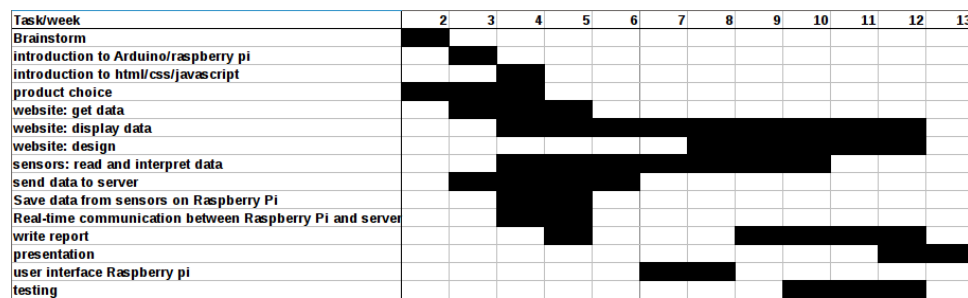 Task/week 2 3 4 5 6 7 8 9 10 11 12 13
Brainstorm
introduction to Arduino/raspberry pi
introduction to html/css/javascript
product choice
website: get data
website: display data
website: design
sensors: read and interpret data
send data to server
Save data from sensors on Raspberry Pi
Real-time communication between Raspberry Pi and server
write report
presentation
user interface Raspberry pi
testing